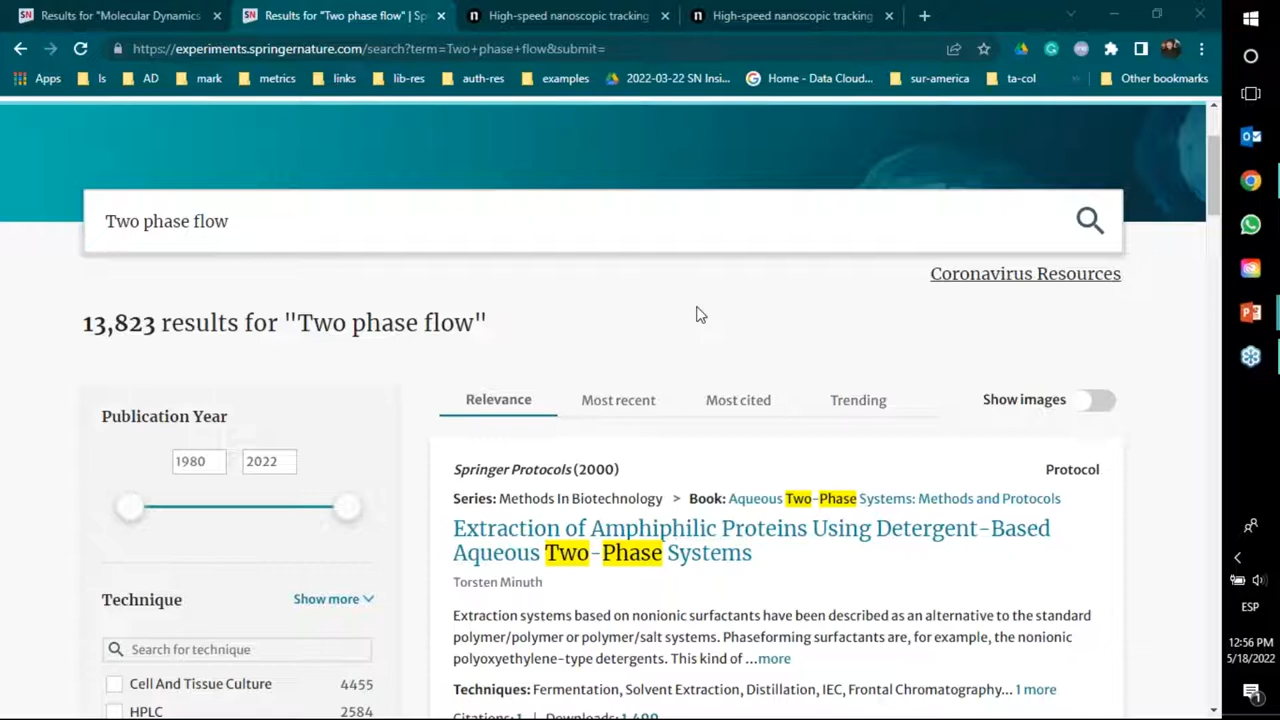 Results for "Molecular Dynamics
Results for "Two phase flow" | Sp
High-speed nanoscopic tracking
High-speed nanoscopic tracking
https://experiments.springernature.com/search?term=Two+phase+flow&submit=
Apps
ls
AD
mark
metrics
links
lib-res
auth-res
examples
2022-03-22 SN Insi...
Home - Data Cloud...
sur-america
ta-col
Other bookmarks
Two phase flow
Coronavirus Resources
13,823 results for "Two phase flow"
Publication Year
1980
2022
Technique
Show more
Search for technique
Cell And Tissue Culture 4455
HPLC 2584
Relevance
Most recent
Most cited
Trending
Show images
Springer Protocols (2000)
Protocol
Series: Methods In Biotechnology > Book: Aqueous Two-Phase Systems: Methods and Protocols
Extraction of Amphiphilic Proteins Using Detergent-Based
Aqueous Two-Phase Systems
Torsten Minuth
Extraction systems based on nonionic surfactants have been described as an alternative to the standard
polymer/polymer or polymer/salt systems. Phaseforming surfactants are, for example, the nonionic
polyoxyethylene-type detergents. This kind of ...more
Techniques: Fermentation, Solvent Extraction, Distillation, IEC, Frontal Chromatography... 1 more
Citations: 1 | Downloads: 1,499
ESP
12:56 PM
5/18/2022